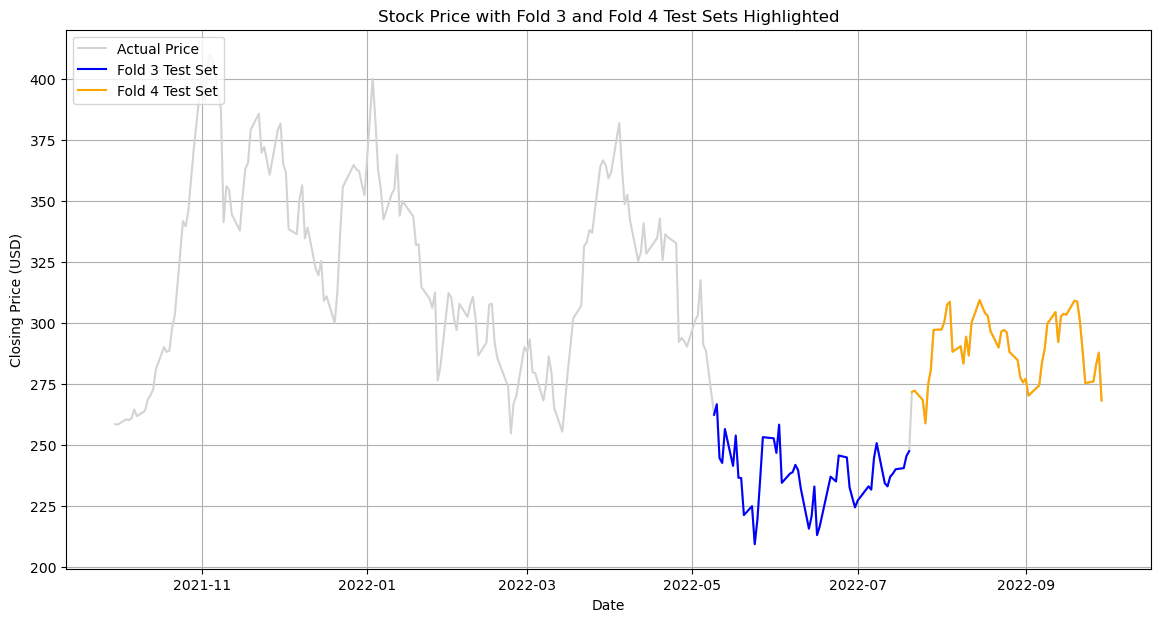 Stock Price with Fold 3 and Fold 4 Test Sets Highlighted
Actual Price
Fold 3 Test Set
Fold 4 Test Set
Closing Price (USD)
400
375
350
325
300
275
250
225
200
2021-11
2022-01
2022-03
2022-05
2022-07
2022-09
Date